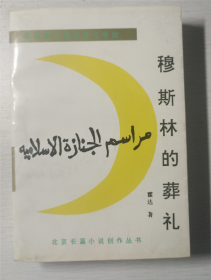 穆斯林的葬礼
مراسم الجنازة الاسلامية
霍达 著
北京长篇小说创作丛书